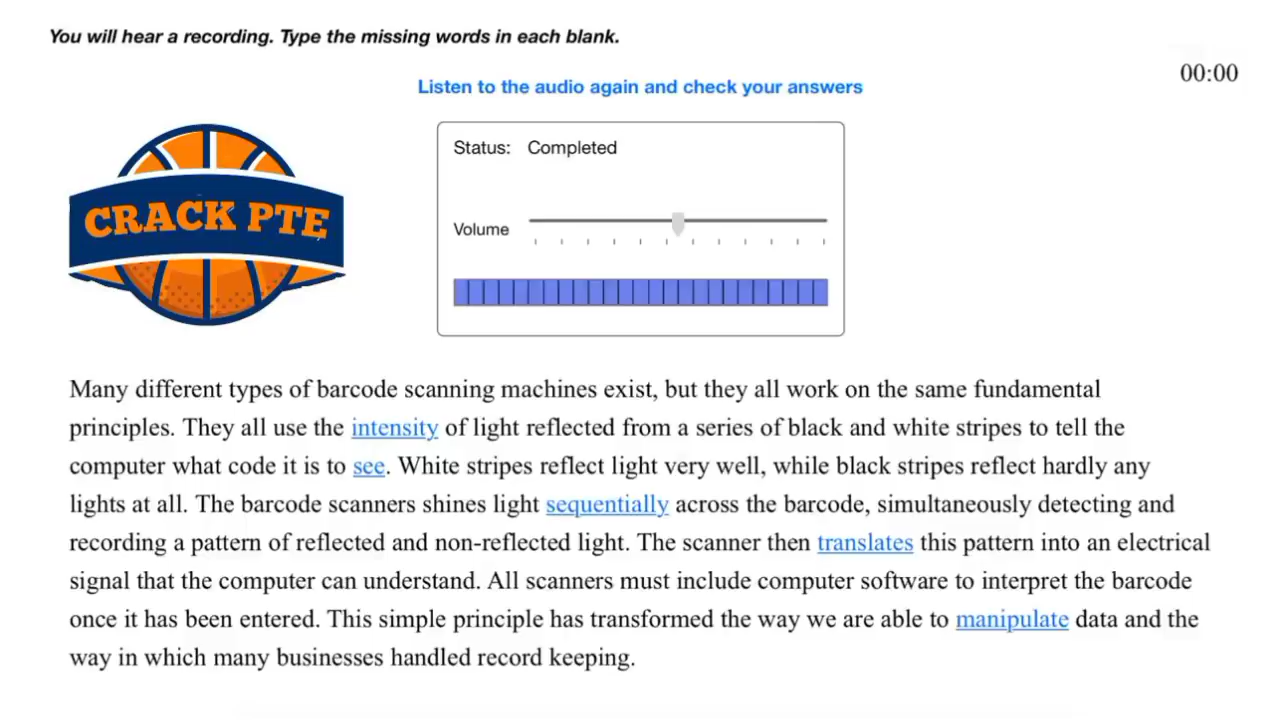 You will hear a recording. Type the missing words in each blank.
00:00
Listen to the audio again and check your answers
Status: Completed
CRACK PTE
Volume
Many different types of barcode scanning machines exist, but they all work on the same fundamental
principles. They all use the intensity of light reflected from a series of black and white stripes to tell the
computer what code it is to see. White stripes reflect light very well, while black stripes reflect hardly any
lights at all. The barcode scanners shines light sequentially across the barcode, simultaneously detecting and
recording a pattern of reflected and non-reflected light. The scanner then translates this pattern into an electrical
signal that the computer can understand. All scanners must include computer software to interpret the barcode
once it has been entered. This simple principle has transformed the way we are able to manipulate data and the
way in which many businesses handled record keeping.